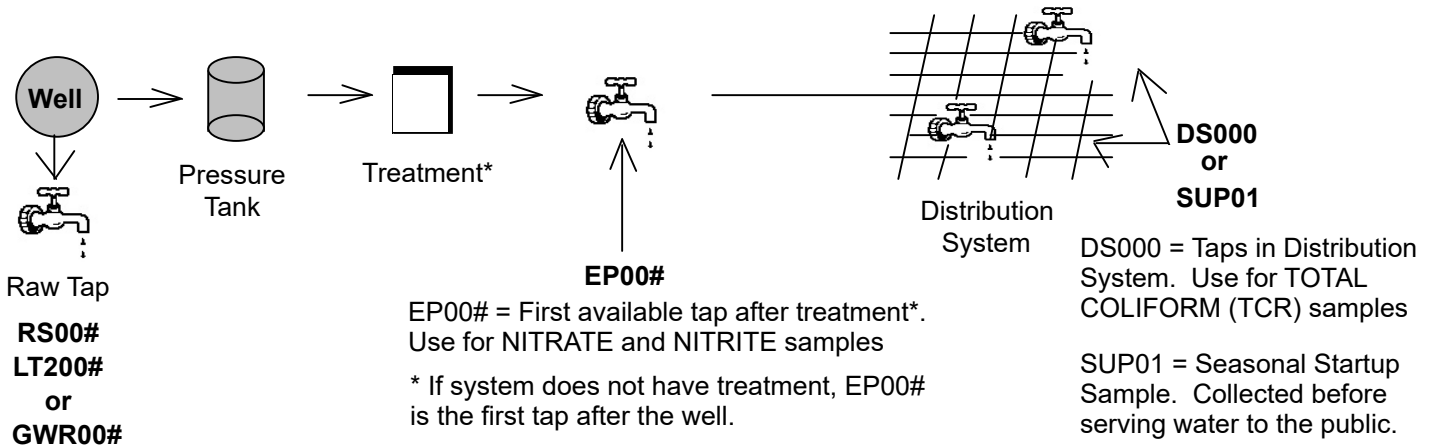 Well
Pressure
Tank
Treatment*
Raw Tap
RS00#
LT200#
or
GWR00#
EP00#
EP00# = First available tap after treatment*.
Use for NITRATE and NITRITE samples
* If system does not have treatment, EP00#
is the first tap after the well.
Distribution
System
DS000
or
SUP01
DS000 = Taps in Distribution
System. Use for TOTAL
COLIFORM (TCR) samples
SUP01 = Seasonal Startup
Sample. Collected before
serving water to the public.